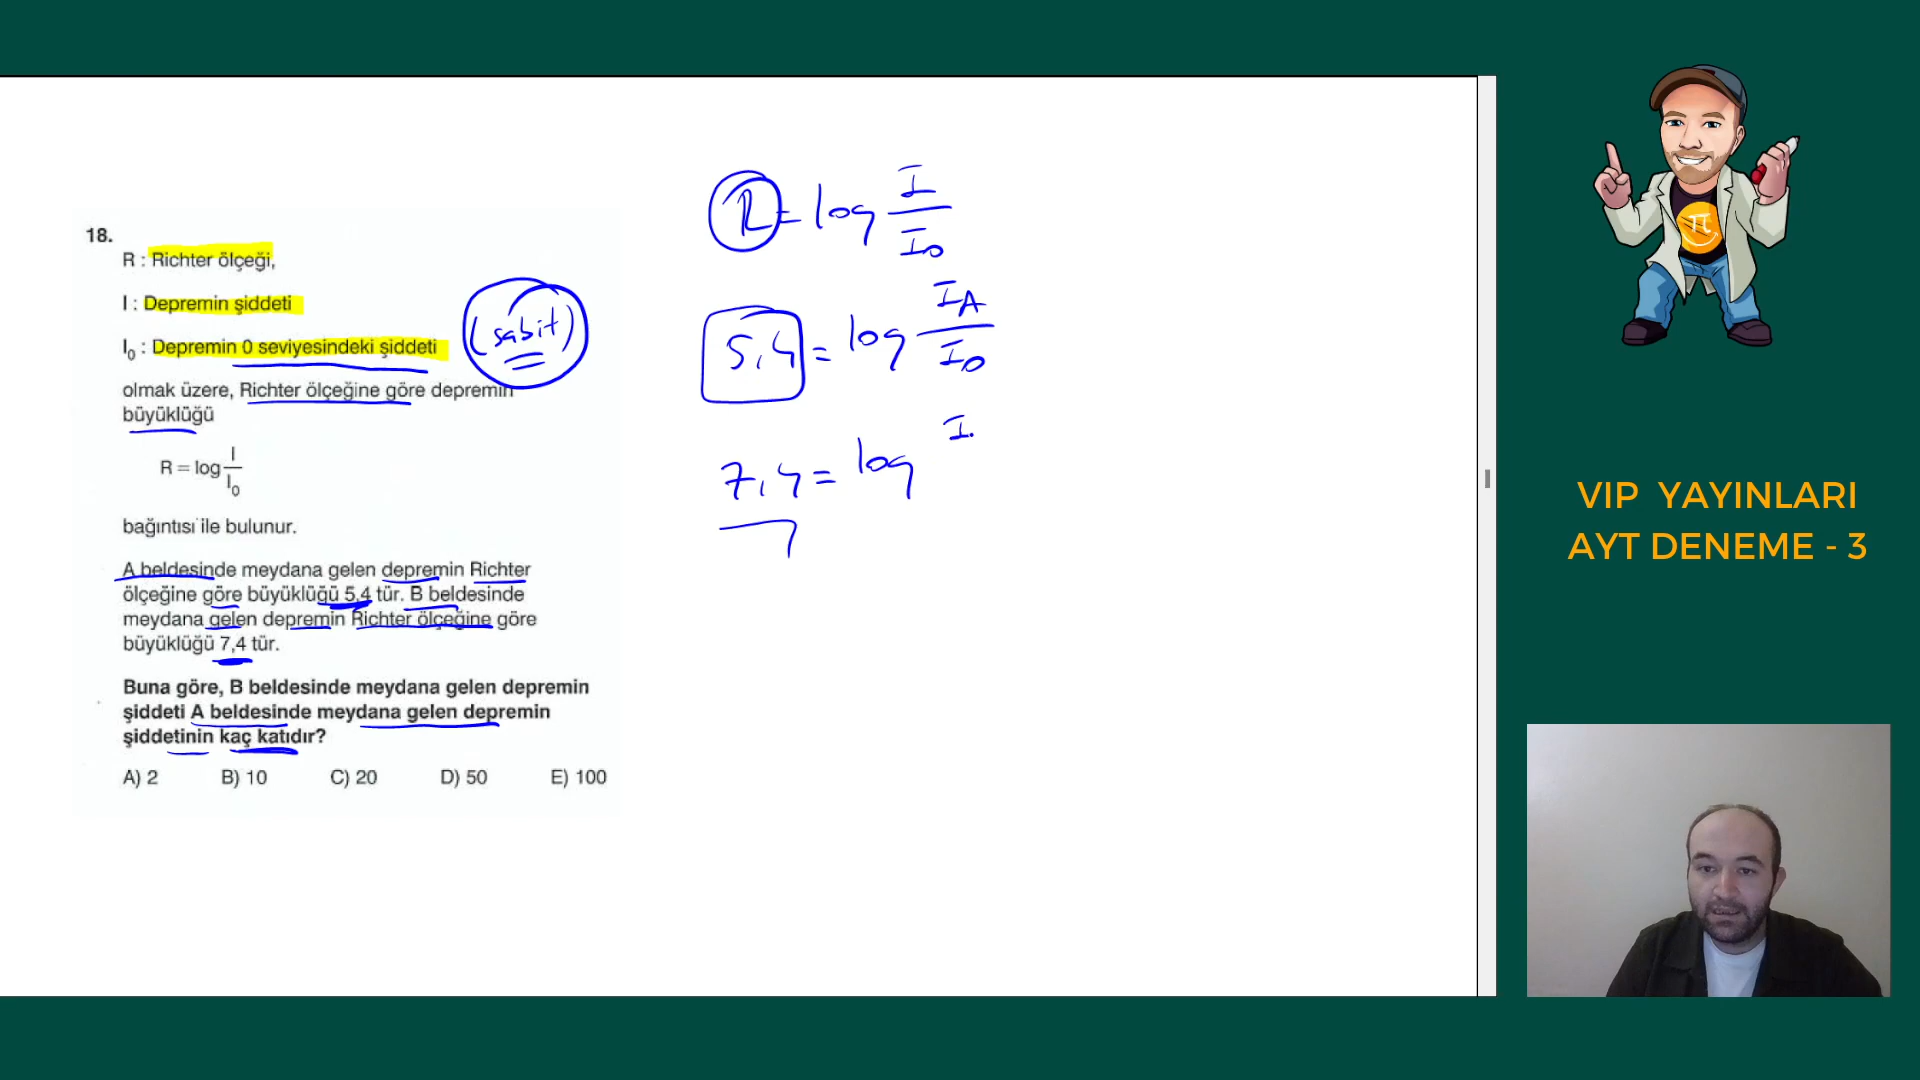 18.
R : Richter ölçeği,
I : Depremin şiddeti
I₀ : Depremin 0 seviyesindeki şiddeti
(sabit)
olmak üzere, Richter ölçeğine göre depremin
büyüklüğü
R = log I/I₀
bağıntısı ile bulunur.
A beldesinde meydana gelen depremin Richter
ölçeğine göre büyüklüğü 5,4 tür. B beldesinde
meydana gelen depremin Richter ölçeğine göre
büyüklüğü 7,4 tür.
Buna göre, B beldesinde meydana gelen depremin
şiddeti A beldesinde meydana gelen depremin
şiddetinin kaç katıdır?
A) 2 B) 10 C) 20 D) 50 E) 100
R = log I/I₀
5,4 = log I_A/I₀
7,4 = log I
π
VIP YAYINLARI
AYT DENEME - 3